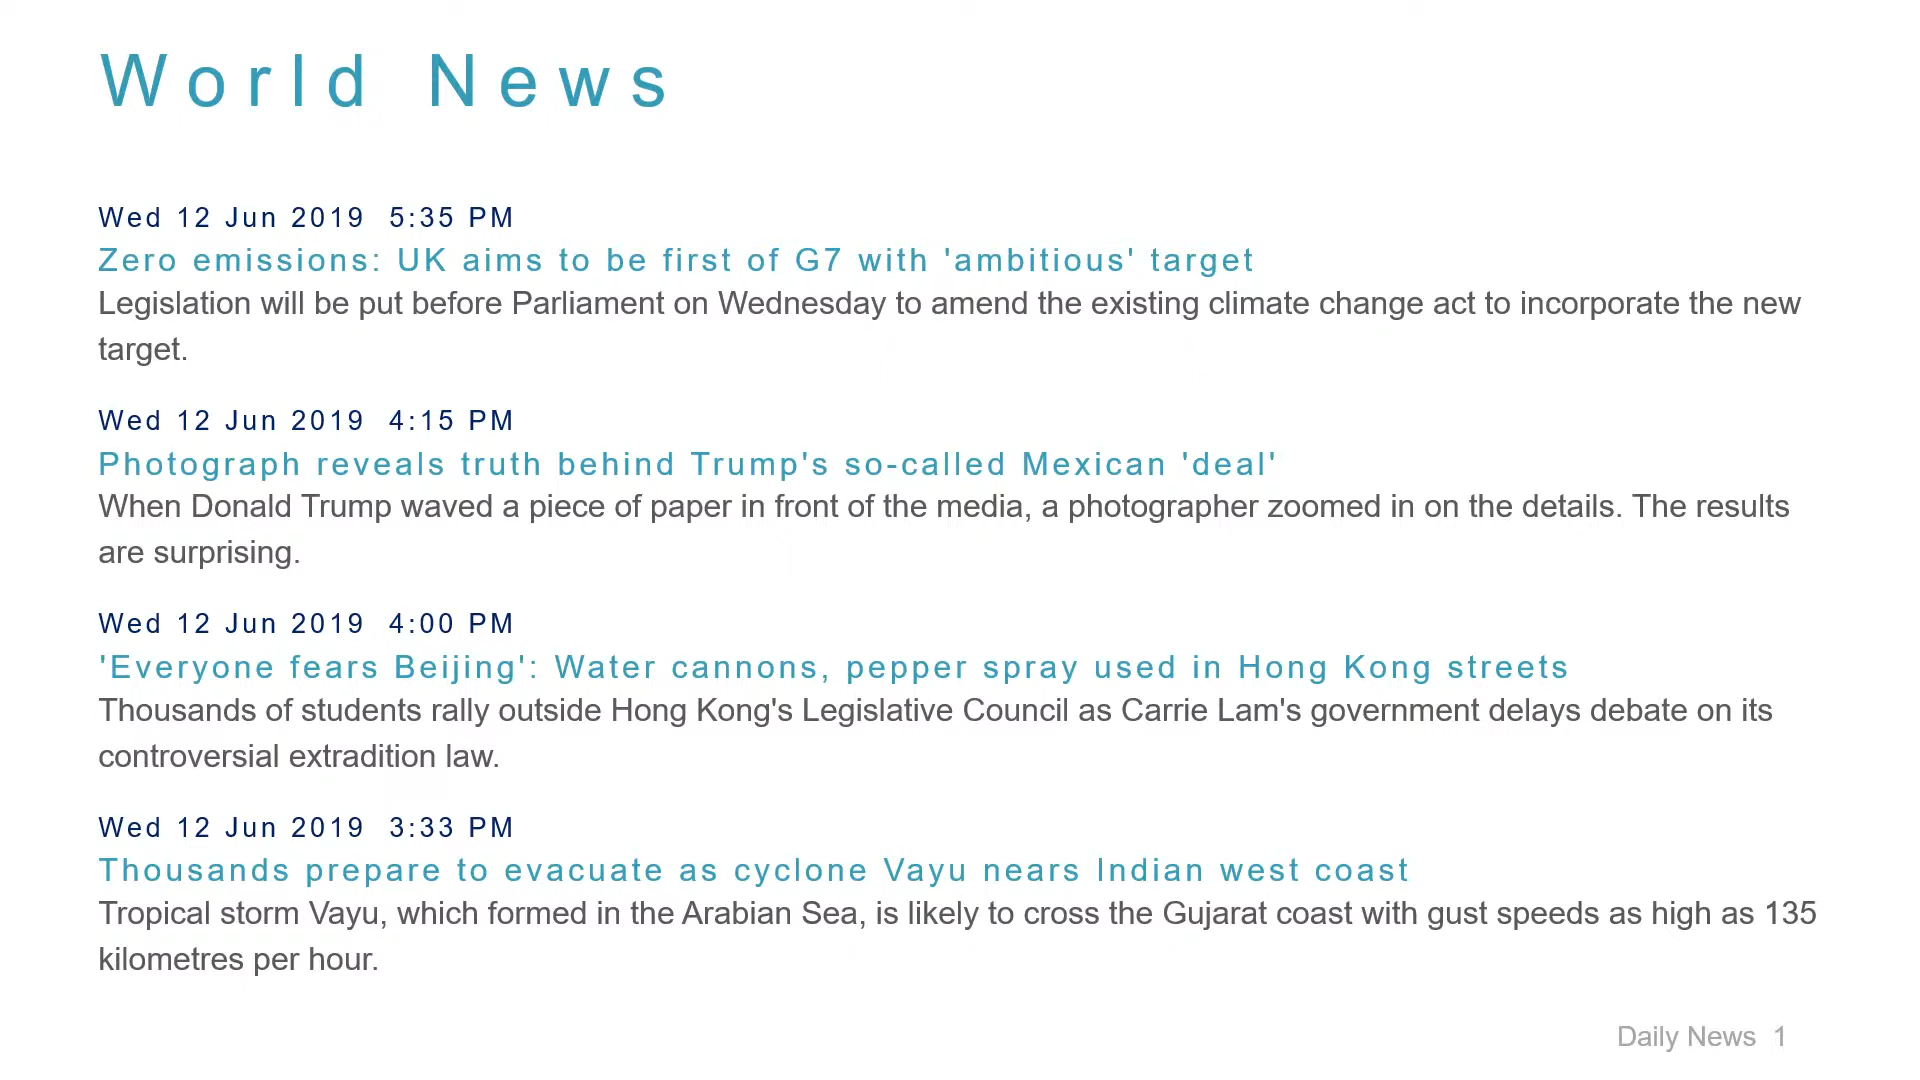 World News
Wed 12 Jun 2019  5:35 PM
Zero emissions: UK aims to be first of G7 with 'ambitious' target
Legislation will be put before Parliament on Wednesday to amend the existing climate change act to incorporate the new
target.
Wed 12 Jun 2019  4:15 PM
Photograph reveals truth behind Trump's so-called Mexican 'deal'
When Donald Trump waved a piece of paper in front of the media, a photographer zoomed in on the details. The results
are surprising.
Wed 12 Jun 2019  4:00 PM
'Everyone fears Beijing': Water cannons, pepper spray used in Hong Kong streets
Thousands of students rally outside Hong Kong's Legislative Council as Carrie Lam's government delays debate on its
controversial extradition law.
Wed 12 Jun 2019  3:33 PM
Thousands prepare to evacuate as cyclone Vayu nears Indian west coast
Tropical storm Vayu, which formed in the Arabian Sea, is likely to cross the Gujarat coast with gust speeds as high as 135
kilometres per hour.
Daily News  1